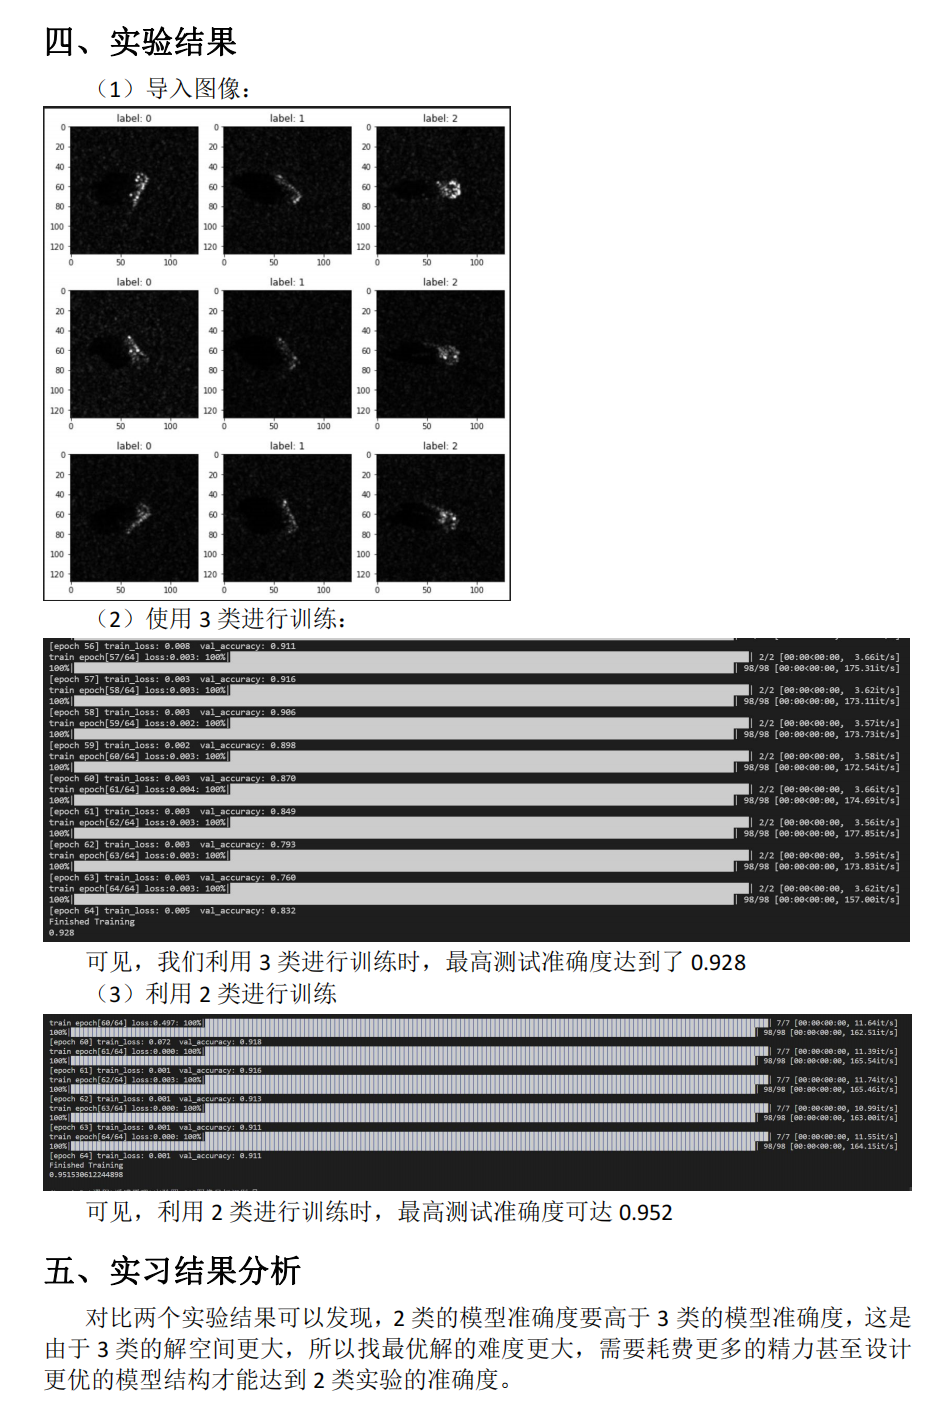 四、实验结果
（1）导入图像：
label: 0 label: 1 label: 2
0 20 40 60 80 100 120
0 50 100
label: 0 label: 1 label: 2
0 20 40 60 80 100 120
0 50 100
label: 0 label: 1 label: 2
0 20 40 60 80 100 120
0 50 100
（2）使用 3 类进行训练：
[epoch 56] train_loss: 0.008 val_accuracy: 0.911
train epoch[57/64] loss:0.003: 100%| | 2/2 [00:00<00:00, 3.66it/s]
100%| | 98/98 [00:00<00:00, 175.31it/s]
[epoch 57] train_loss: 0.003 val_accuracy: 0.916
train epoch[58/64] loss:0.003: 100%| | 2/2 [00:00<00:00, 3.62it/s]
100%| | 98/98 [00:00<00:00, 173.11it/s]
[epoch 58] train_loss: 0.003 val_accuracy: 0.906
train epoch[59/64] loss:0.002: 100%| | 2/2 [00:00<00:00, 3.57it/s]
100%| | 98/98 [00:00<00:00, 173.73it/s]
[epoch 59] train_loss: 0.002 val_accuracy: 0.898
train epoch[60/64] loss:0.003: 100%| | 2/2 [00:00<00:00, 3.58it/s]
100%| | 98/98 [00:00<00:00, 172.54it/s]
[epoch 60] train_loss: 0.003 val_accuracy: 0.870
train epoch[61/64] loss:0.004: 100%| | 2/2 [00:00<00:00, 3.66it/s]
100%| | 98/98 [00:00<00:00, 174.69it/s]
[epoch 61] train_loss: 0.003 val_accuracy: 0.849
train epoch[62/64] loss:0.003: 100%| | 2/2 [00:00<00:00, 3.56it/s]
100%| | 98/98 [00:00<00:00, 177.85it/s]
[epoch 62] train_loss: 0.003 val_accuracy: 0.793
train epoch[63/64] loss:0.003: 100%| | 2/2 [00:00<00:00, 3.59it/s]
100%| | 98/98 [00:00<00:00, 173.83it/s]
[epoch 63] train_loss: 0.003 val_accuracy: 0.760
train epoch[64/64] loss:0.003: 100%| | 2/2 [00:00<00:00, 3.62it/s]
100%| | 98/98 [00:00<00:00, 157.00it/s]
[epoch 64] train_loss: 0.005 val_accuracy: 0.832
Finished Training
0.928
可见，我们利用 3 类进行训练时，最高测试准确度达到了 0.928
（3）利用 2 类进行训练
train epoch[60/64] loss:0.497: 100%| | 7/7 [00:00<00:00, 11.64it/s]
100%| | 98/98 [00:00<00:00, 162.51it/s]
[epoch 60] train_loss: 0.072 val_accuracy: 0.918
train epoch[61/64] loss:0.000: 100%| | 7/7 [00:00<00:00, 11.39it/s]
100%| | 98/98 [00:00<00:00, 165.54it/s]
[epoch 61] train_loss: 0.001 val_accuracy: 0.916
train epoch[62/64] loss:0.003: 100%| | 7/7 [00:00<00:00, 11.74it/s]
100%| | 98/98 [00:00<00:00, 165.46it/s]
[epoch 62] train_loss: 0.001 val_accuracy: 0.913
train epoch[63/64] loss:0.000: 100%| | 7/7 [00:00<00:00, 10.99it/s]
100%| | 98/98 [00:00<00:00, 163.00it/s]
[epoch 63] train_loss: 0.001 val_accuracy: 0.911
train epoch[64/64] loss:0.000: 100%| | 7/7 [00:00<00:00, 11.55it/s]
100%| | 98/98 [00:00<00:00, 164.15it/s]
[epoch 64] train_loss: 0.001 val_accuracy: 0.911
Finished Training
0.951530612244898
可见，利用 2 类进行训练时，最高测试准确度可达 0.952
五、实习结果分析
对比两个实验结果可以发现，2 类的模型准确度要高于 3 类的模型准确度，这是
由于 3 类的解空间更大，所以找最优解的难度更大，需要耗费更多的精力甚至设计
更优的模型结构才能达到 2 类实验的准确度。